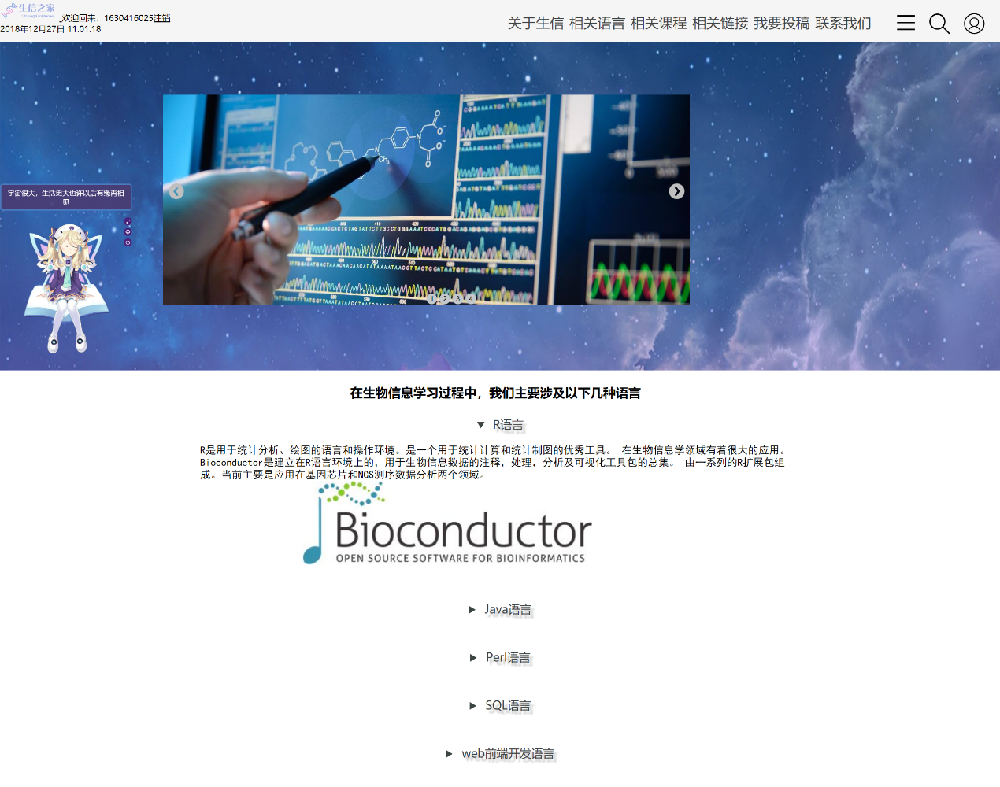 生信之家
ShengXinHome
欢迎回来：1630416025注销
2018年12月27日 11:01:18
关于生信 相关语言 相关课程 相关链接 我要投稿 联系我们
宇宙很大，生活更大也许以后有缘再相
见
1 2 3 4
在生物信息学习过程中，我们主要涉及以下几种语言
▼ R语言
R是用于统计分析、绘图的语言和操作环境。是一个用于统计计算和统计制图的优秀工具。 在生物信息学领域有着很大的应用。
Bioconductor是建立在R语言环境上的，用于生物信息数据的注释，处理，分析及可视化工具包的总集。 由一系列的R扩展包组
成。当前主要是应用在基因芯片和NGS测序数据分析两个领域。
Bioconductor
OPEN SOURCE SOFTWARE FOR BIOINFORMATICS
▶ Java语言
▶ Perl语言
▶ SQL语言
▶ web前端开发语言